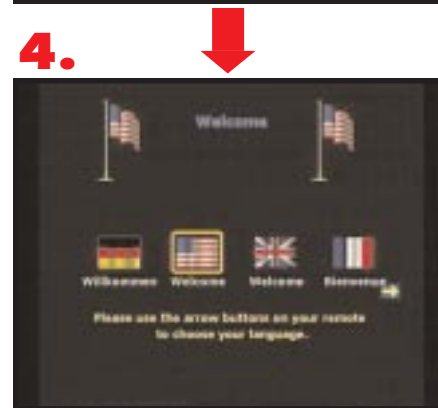 4.
Welcome
Willkommen Welcome Welcome Bienvenue
Please use the arrow buttons on your remote
to choose your language.